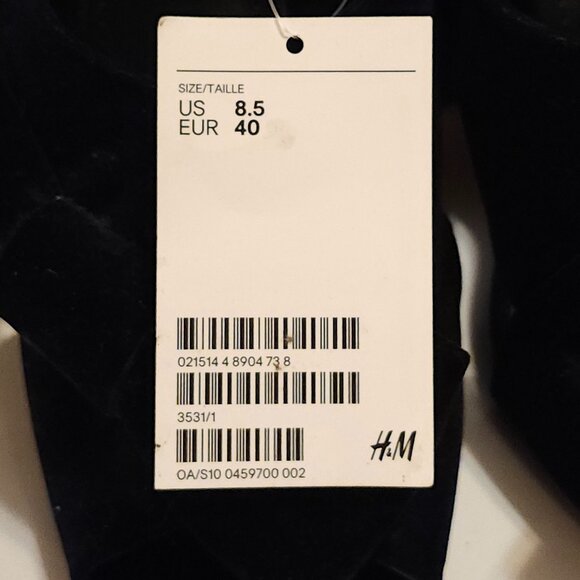 SIZE/TAILLE
US 8.5
EUR 40
021514 4 8904 73 8
3531/1
OA/S10 0459700 002
H&M